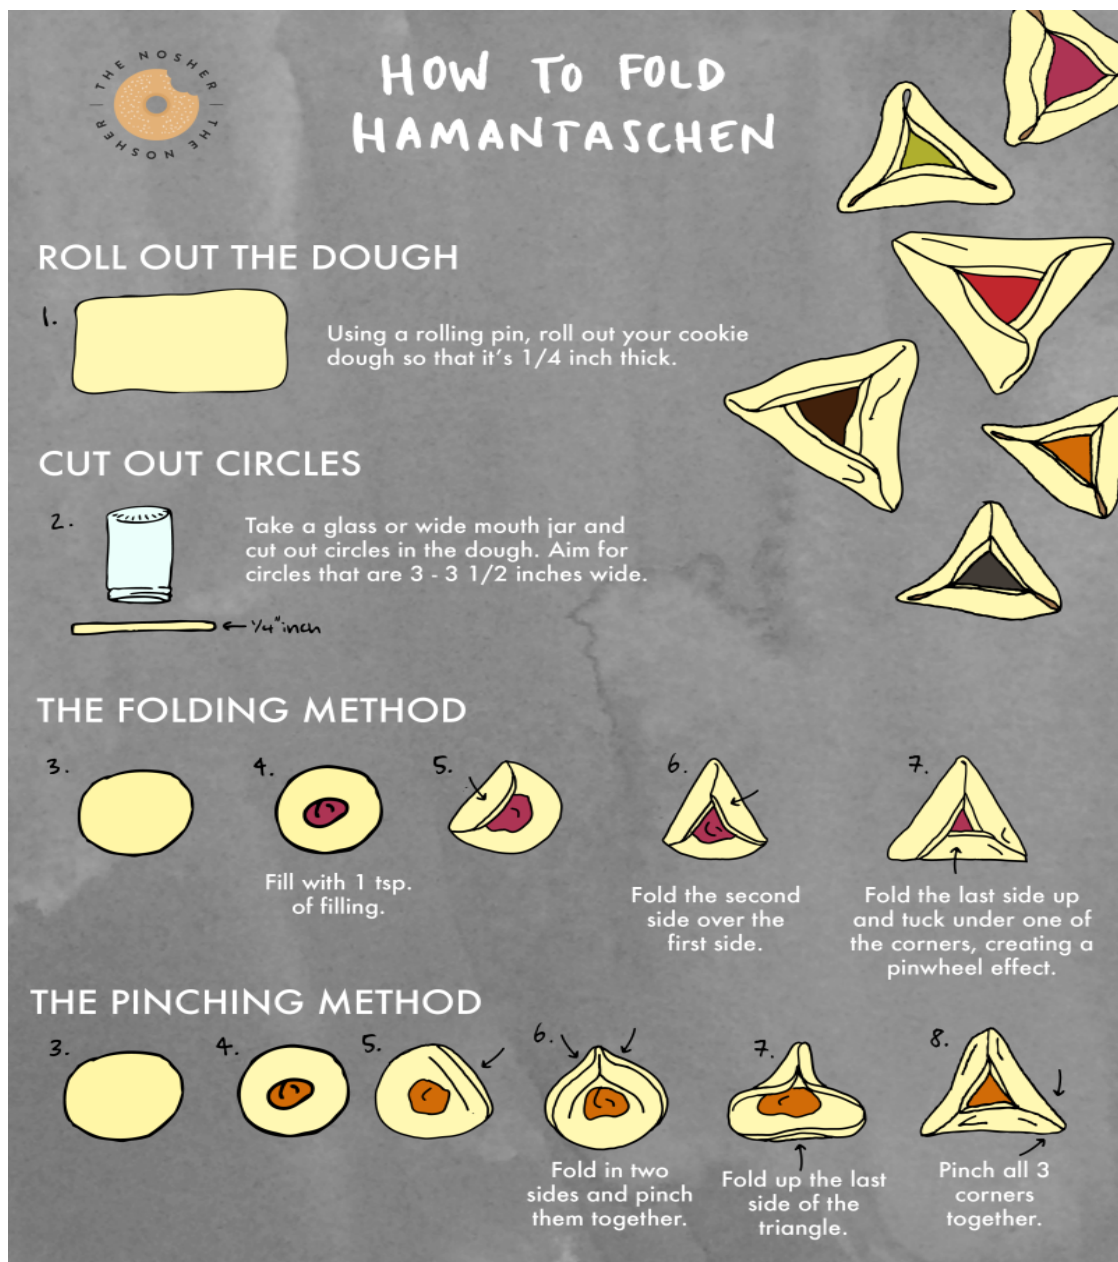 THE NOSHER | THE NOSHER |
HOW TO FOLD
HAMANTASCHEN
ROLL OUT THE DOUGH
1.
Using a rolling pin, roll out your cookie
dough so that it's 1/4 inch thick.
CUT OUT CIRCLES
2.
Take a glass or wide mouth jar and
cut out circles in the dough. Aim for
circles that are 3 - 3 1/2 inches wide.
1/4" inch
THE FOLDING METHOD
3.
4.
5.
6.
7.
Fill with 1 tsp.
of filling.
Fold the second
side over the
first side.
Fold the last side up
and tuck under one of
the corners, creating a
pinwheel effect.
THE PINCHING METHOD
3.
4.
5.
6.
7.
8.
Fold in two
sides and pinch
them together.
Fold up the last
side of the
triangle.
Pinch all 3
corners
together.